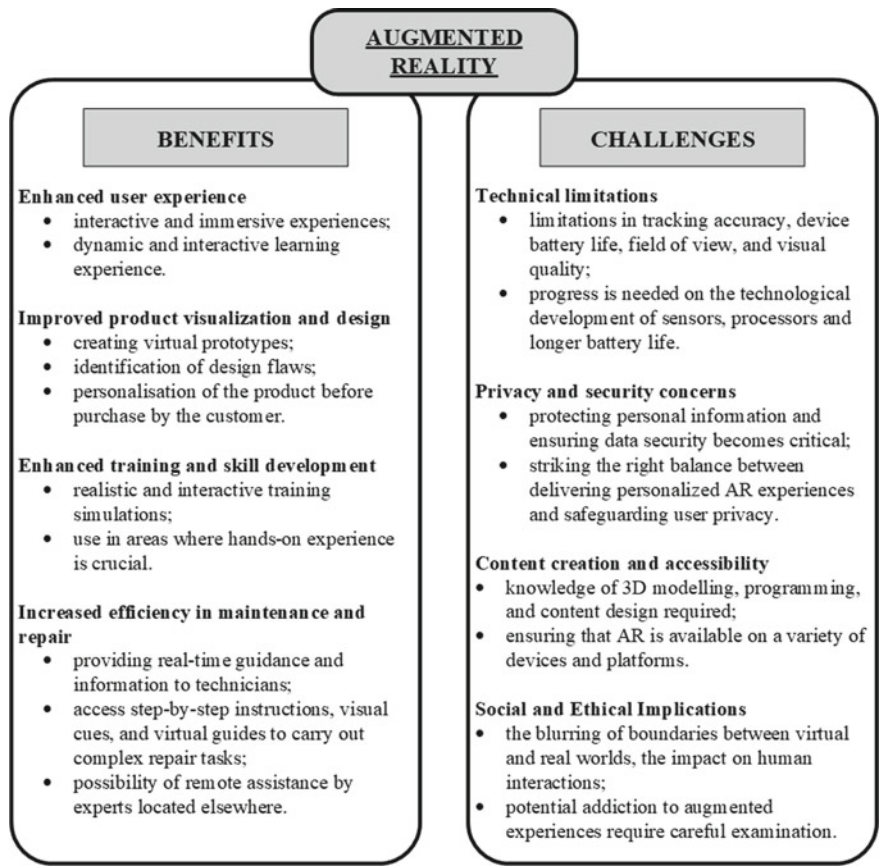 AUGMENTED
REALITY
BENEFITS
Enhanced user experience
• interactive and immersive experiences;
• dynamic and interactive learning
experience.
Improved product visualization and design
• creating virtual prototypes;
• identification of design flaws;
• personalisation of the product before
purchase by the customer.
Enhanced training and skill development
• realistic and interactive training
simulations;
• use in areas where hands-on experience
is crucial.
Increased efficiency in maintenance and
repair
• providing real-time guidance and
information to technicians;
• access step-by-step instructions, visual
cues, and virtual guides to carry out
complex repair tasks;
• possibility of remote assistance by
experts located elsewhere.
CHALLENGES
Technical limitations
• limitations in tracking accuracy, device
battery life, field of view, and visual
quality;
• progress is needed on the technological
development of sensors, processors and
longer battery life.
Privacy and security concerns
• protecting personal information and
ensuring data security becomes critical;
• striking the right balance between
delivering personalized AR experiences
and safeguarding user privacy.
Content creation and accessibility
• knowledge of 3D modelling, programming,
and content design required;
• ensuring that AR is available on a variety of
devices and platforms.
Social and Ethical Implications
• the blurring of boundaries between virtual
and real worlds, the impact on human
interactions;
• potential addiction to augmented
experiences require careful examination.